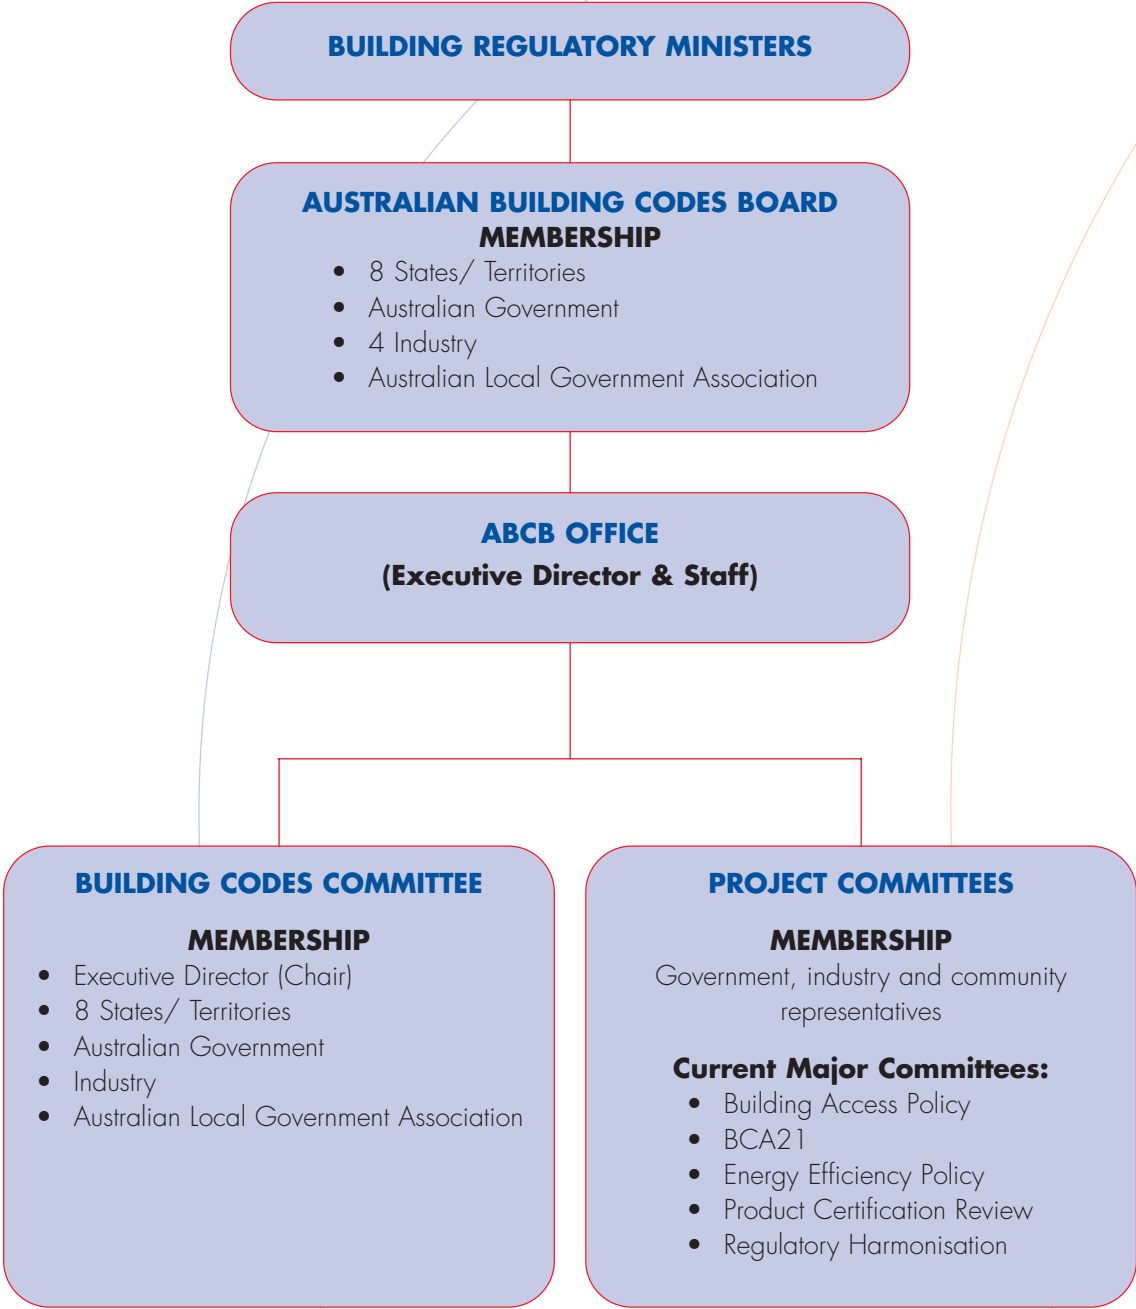 BUILDING REGULATORY MINISTERS
AUSTRALIAN BUILDING CODES BOARD
MEMBERSHIP
• 8 States/ Territories
• Australian Government
• 4 Industry
• Australian Local Government Association
ABCB OFFICE
(Executive Director & Staff)
BUILDING CODES COMMITTEE
MEMBERSHIP
• Executive Director (Chair)
• 8 States/ Territories
• Australian Government
• Industry
• Australian Local Government Association
PROJECT COMMITTEES
MEMBERSHIP
Government, industry and community
representatives
Current Major Committees:
• Building Access Policy
• BCA21
• Energy Efficiency Policy
• Product Certification Review
• Regulatory Harmonisation